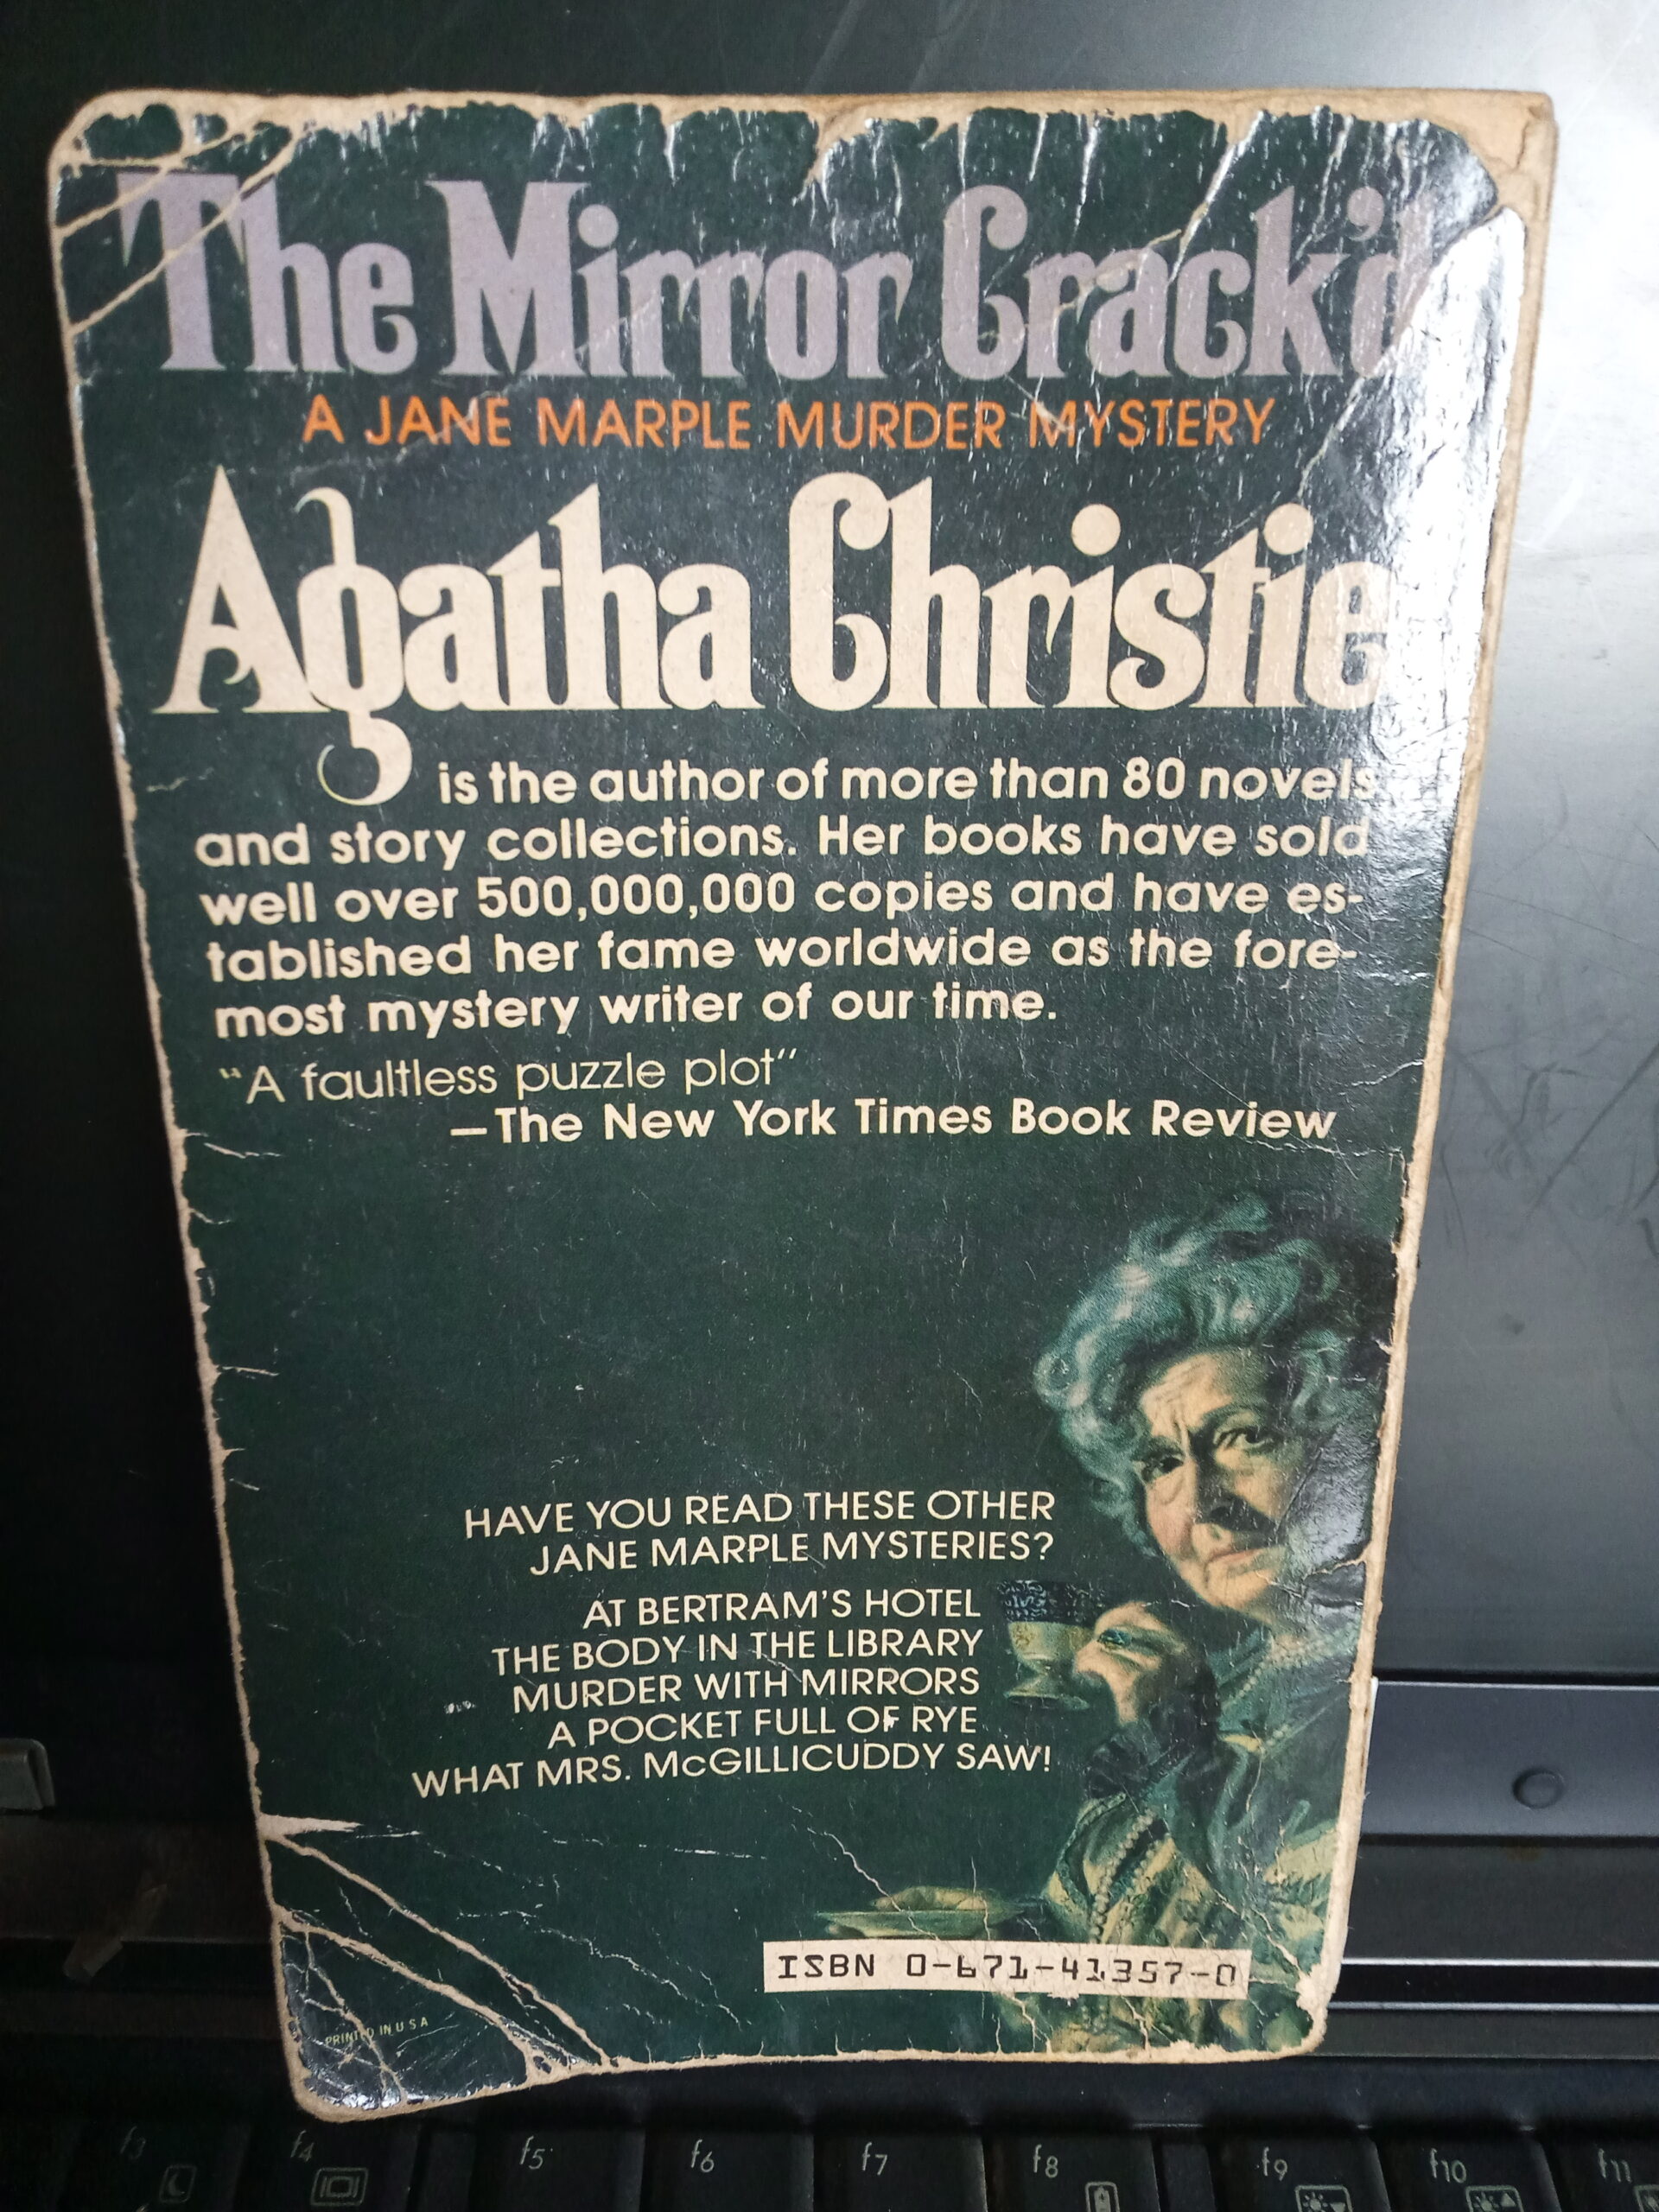 The Mirror Crack'd
A JANE MARPLE MURDER MYSTERY
Agatha Christie
is the author of more than 80 novels
and story collections. Her books have sold
well over 500,000,000 copies and have es-
tablished her fame worldwide as the fore-
most mystery writer of our time.
"A faultless puzzle plot"
—The New York Times Book Review
HAVE YOU READ THESE OTHER
JANE MARPLE MYSTERIES?
AT BERTRAM'S HOTEL
THE BODY IN THE LIBRARY
MURDER WITH MIRRORS
A POCKET FULL OF RYE
WHAT MRS. McGILLICUDDY SAW!
ISBN 0-671-41357-0
PRINTED IN U S A
f3 f4 f5 f6 f7 f8 f9 f10 f11